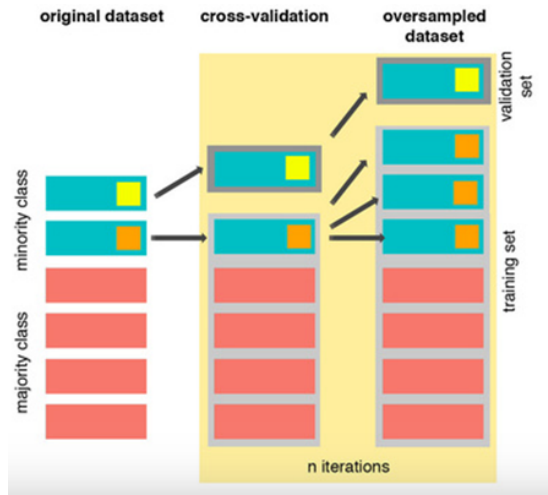 original dataset
cross-validation
oversampled
dataset
minority class
majority class
validation
set
training set
n iterations